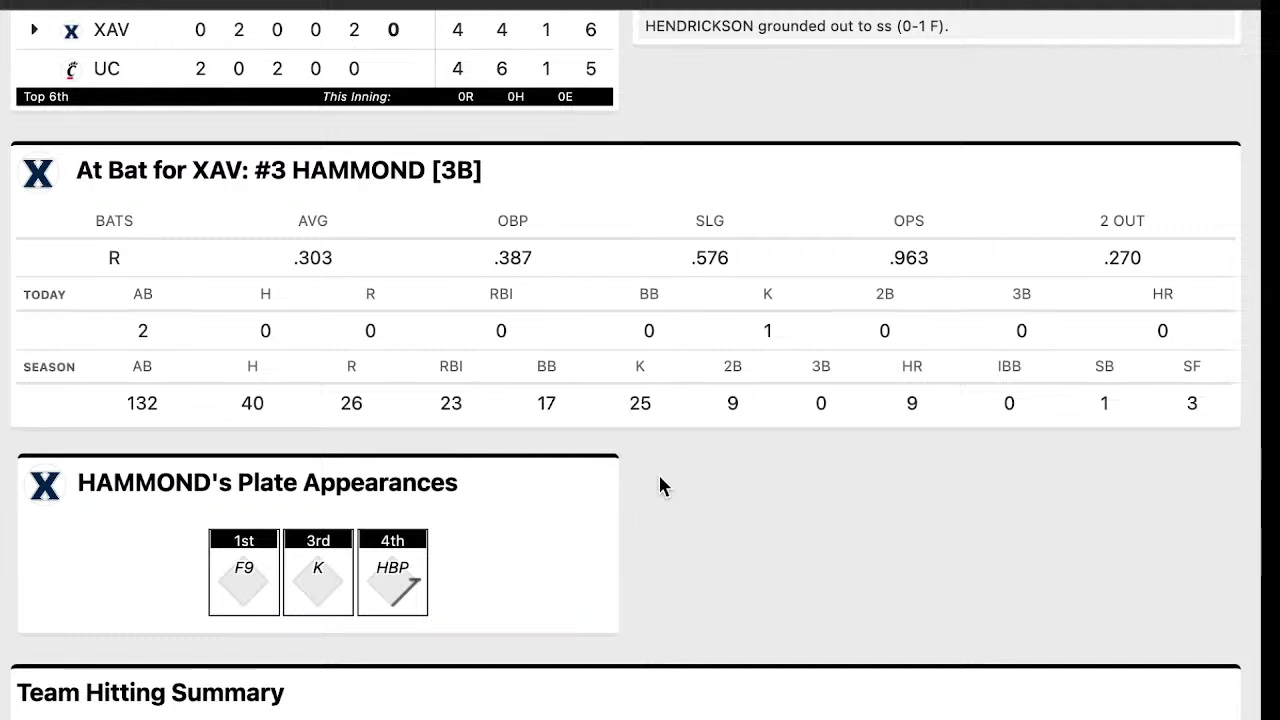 XAV 0 2 0 0 2 0 4 4 1 6
UC 2 0 2 0 0 4 6 1 5
Top 6th This Inning: 0R 0H 0E
HENDRICKSON grounded out to ss (0-1 F).
X At Bat for XAV: #3 HAMMOND [3B]
BATS AVG OBP SLG OPS 2 OUT
R .303 .387 .576 .963 .270
TODAY AB H R RBI BB K 2B 3B HR
2 0 0 0 0 1 0 0 0
SEASON AB H R RBI BB K 2B 3B HR IBB SB SF
132 40 26 23 17 25 9 0 9 0 1 3
X HAMMOND's Plate Appearances
1st 3rd 4th
F9 K HBP
Team Hitting Summary